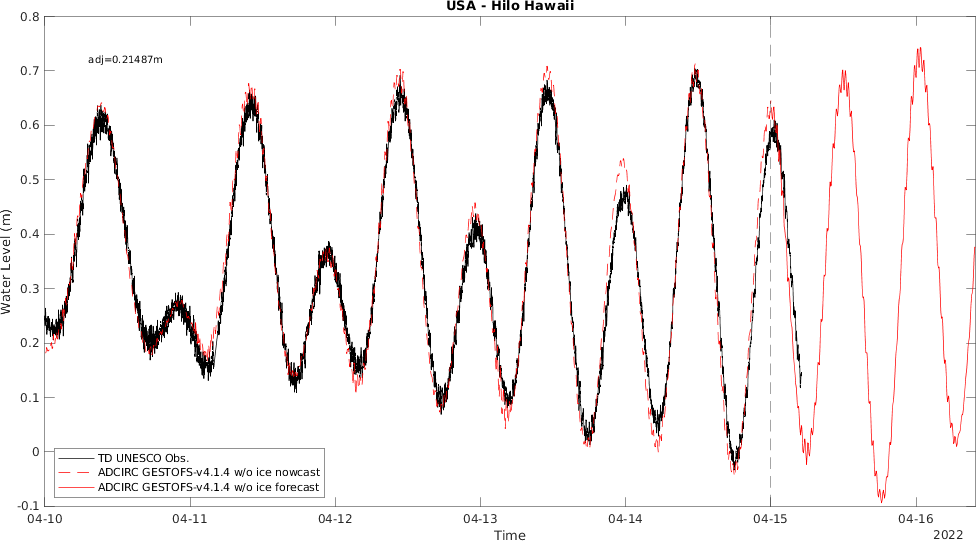 USA - Hilo Hawaii
adj=0.21487m
Water Level (m)
0.8
0.7
0.6
0.5
0.4
0.3
0.2
0.1
0
-0.1
TD UNESCO Obs.
ADCIRC GESTOFS-v4.1.4 w/o ice nowcast
ADCIRC GESTOFS-v4.1.4 w/o ice forecast
04-10 04-11 04-12 04-13 04-14 04-15 04-16
Time
2022